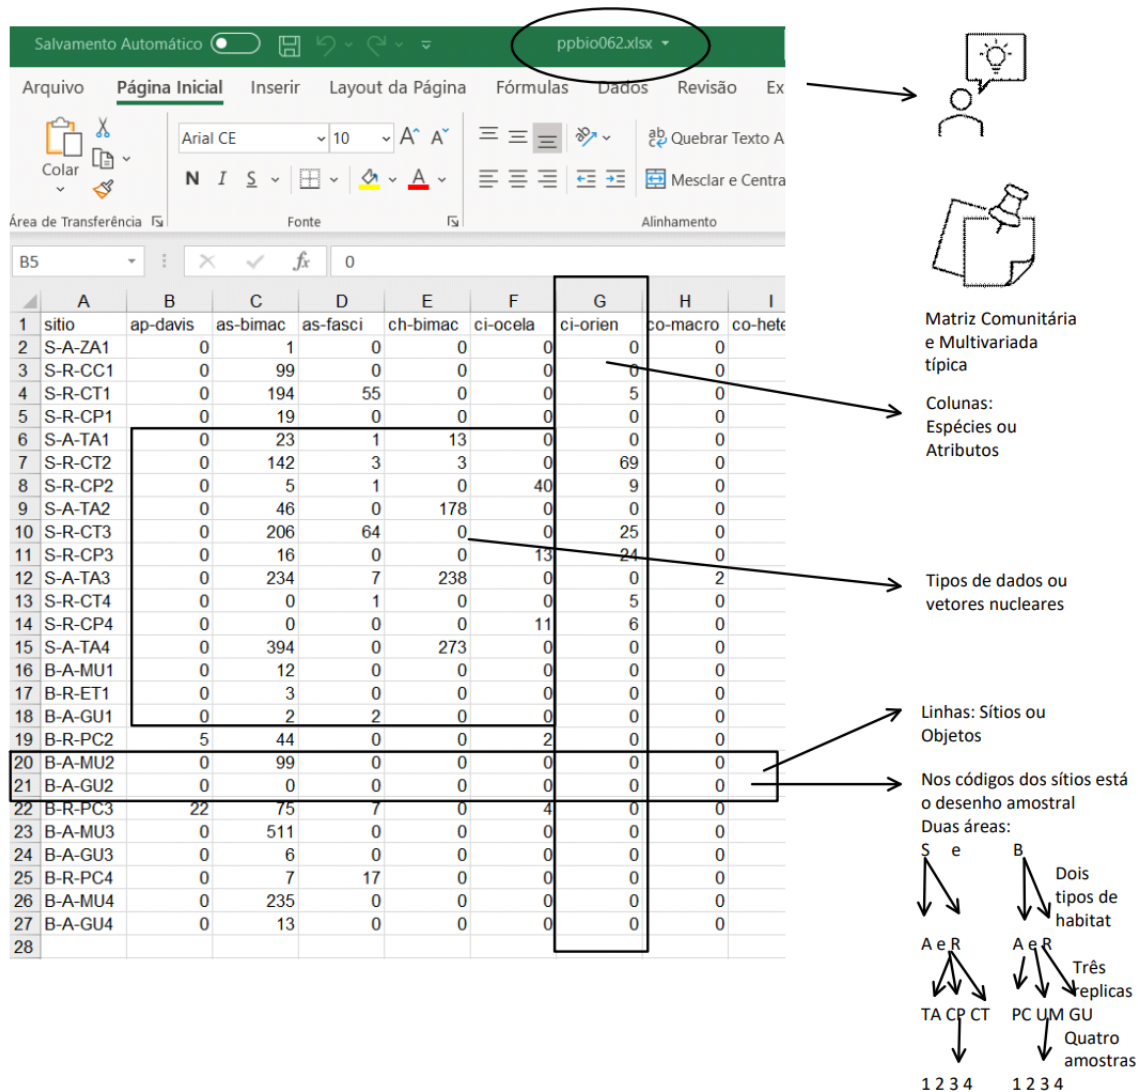 Salvamento Automático ppbio062.xlsx
Arquivo Página Inicial Inserir Layout da Página Fórmulas Dados Revisão Ex
Arial CE 10 A A ab Quebrar Texto A
Colar
N I S A Mesclar e Centra
Área de Transferência Fonte Alinhamento
B5 fx 0
A B C D E F G H I
1 sitio ap-davis as-bimac as-fasci ch-bimac ci-ocela ci-orien co-macro co-hete
2 S-A-ZA1 0 1 0 0 0 0 0
3 S-R-CC1 0 99 0 0 0 0 0
4 S-R-CT1 0 194 55 0 0 5 0
5 S-R-CP1 0 19 0 0 0 0 0
6 S-A-TA1 0 23 1 13 0 0 0
7 S-R-CT2 0 142 3 3 0 69 0
8 S-R-CP2 0 5 1 0 40 9 0
9 S-A-TA2 0 46 0 178 0 0 0
10 S-R-CT3 0 206 64 0 0 25 0
11 S-R-CP3 0 16 0 0 13 24 0
12 S-A-TA3 0 234 7 238 0 0 2
13 S-R-CT4 0 0 1 0 0 5 0
14 S-R-CP4 0 0 0 0 11 6 0
15 S-A-TA4 0 394 0 273 0 0 0
16 B-A-MU1 0 12 0 0 0 0 0
17 B-R-ET1 0 3 0 0 0 0 0
18 B-A-GU1 0 2 2 0 0 0 0
19 B-R-PC2 5 44 0 0 2 0 0
20 B-A-MU2 0 99 0 0 0 0 0
21 B-A-GU2 0 0 0 0 0 0 0
22 B-R-PC3 22 75 7 0 4 0 0
23 B-A-MU3 0 511 0 0 0 0 0
24 B-A-GU3 0 6 0 0 0 0 0
25 B-R-PC4 0 7 17 0 0 0 0
26 B-A-MU4 0 235 0 0 0 0 0
27 B-A-GU4 0 13 0 0 0 0 0
28
Matriz Comunitária
e Multivariada
típica
Colunas:
Espécies ou
Atributos
Tipos de dados ou
vetores nucleares
Linhas: Sítios ou
Objetos
Nos códigos dos sítios está
o desenho amostral
Duas áreas:
S e B
Dois
tipos de
habitat
A e R A e R
Três
replicas
TA CP CT PC UM GU
Quatro
amostras
1 2 3 4 1 2 3 4